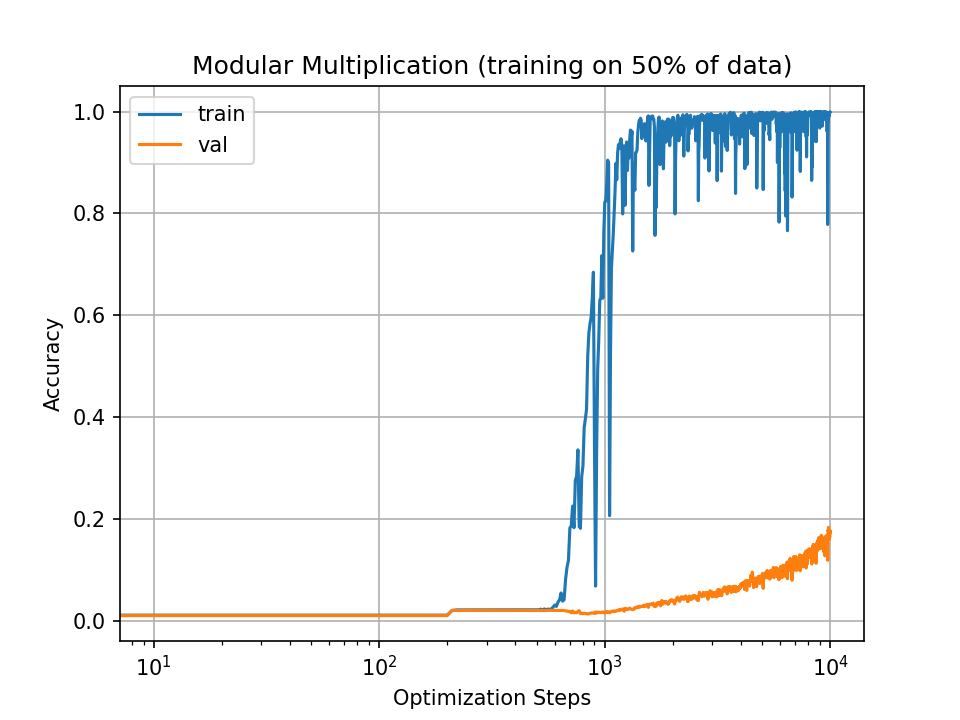 Modular Multiplication (training on 50% of data)
train
val
1.0
0.8
0.6
0.4
0.2
0.0
Accuracy
10¹
10²
10³
10⁴
Optimization Steps